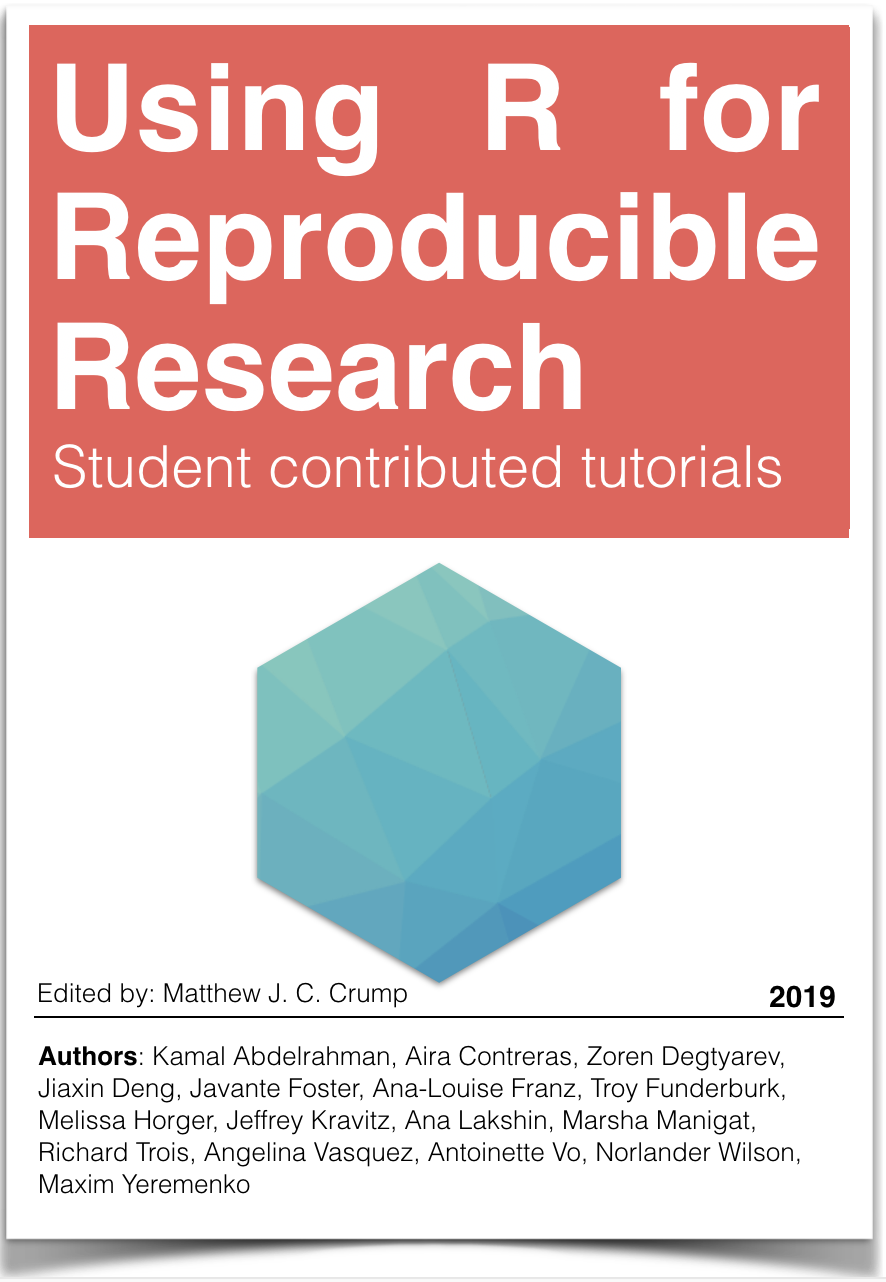 Using R for
Reproducible
Research
Student contributed tutorials
Edited by: Matthew J. C. Crump
2019
Authors: Kamal Abdelrahman, Aira Contreras, Zoren Degtyarev,
Jiaxin Deng, Javante Foster, Ana-Louise Franz, Troy Funderburk,
Melissa Horger, Jeffrey Kravitz, Ana Lakshin, Marsha Manigat,
Richard Trois, Angelina Vasquez, Antoinette Vo, Norlander Wilson,
Maxim Yeremenko